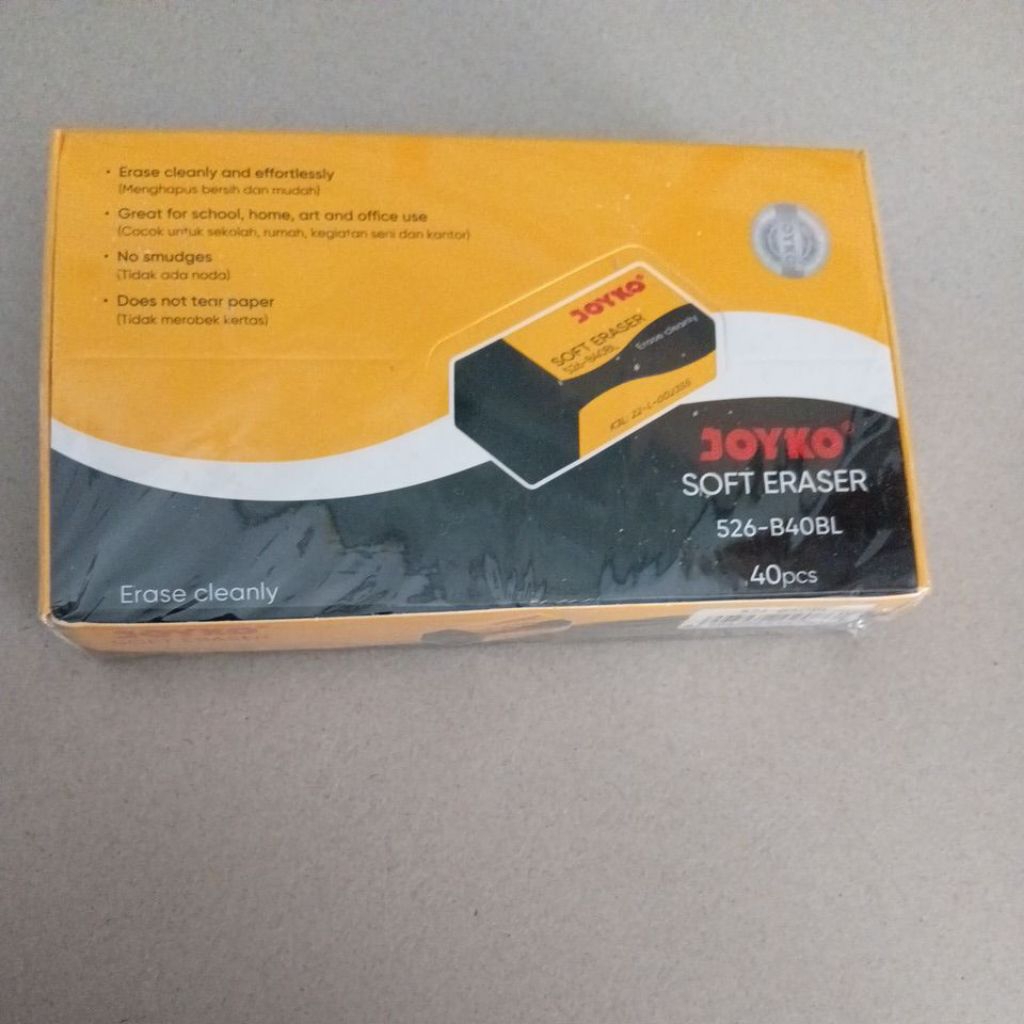 • Erase cleanly and effortlessly
(Menghapus bersih dan mudah)
• Great for school, home, art and office use
(Cocok untuk sekolah, rumah, kegiatan seni dan kantor)
• No smudges
(Tidak ada noda)
• Does not tear paper
(Tidak merobek kertas)
JOYKO®
SOFT ERASER
526-B40BL
Erase cleanly
JOYKO®
SOFT ERASER
526-B40BL
40pcs
Erase cleanly